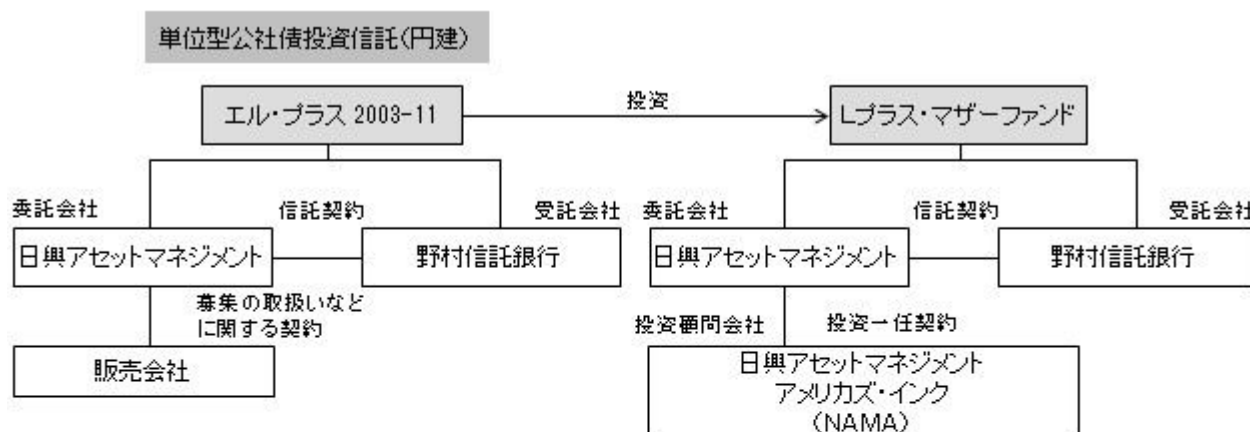 単位型公社債投資信託(円建)
エル・プラス 2003-11
投資
Lプラス・マザーファンド
委託会社
信託契約
受託会社
委託会社
信託契約
受託会社
日興アセットマネジメント
野村信託銀行
日興アセットマネジメント
野村信託銀行
募集の取扱いなど
に関する契約
投資顧問会社
投資一任契約
販売会社
日興アセットマネジメント
アメリカズ・インク
(NAMA)